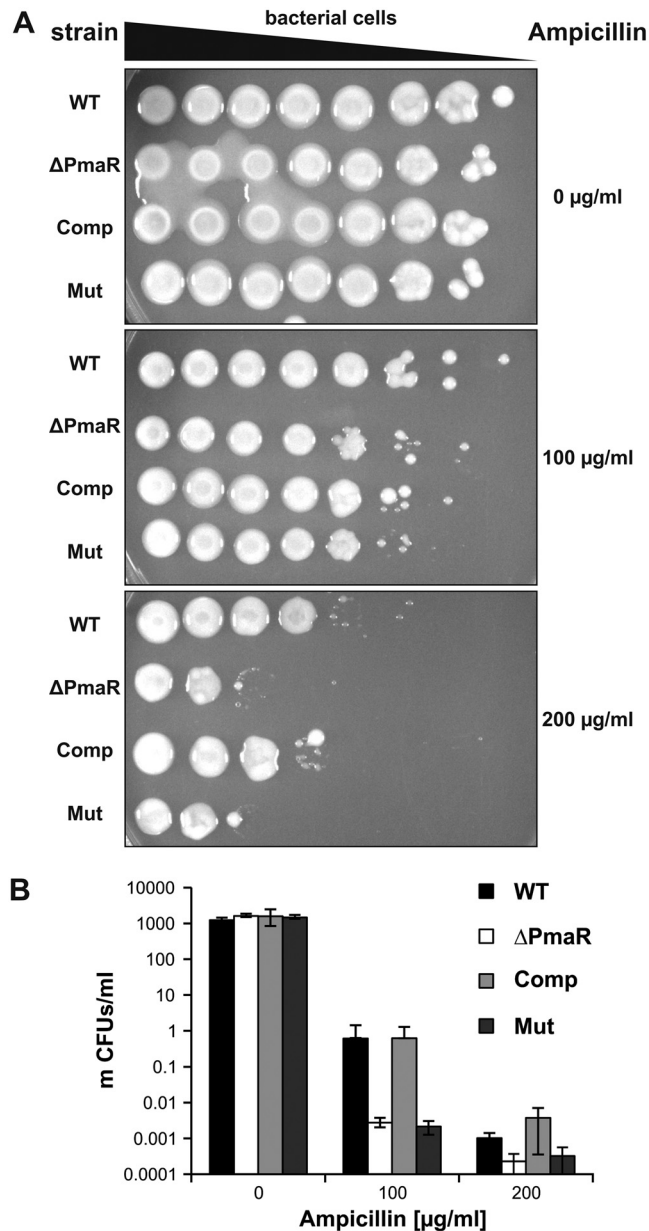 A
strain
bacterial cells
Ampicillin
WT
ΔPmaR
Comp
Mut
0 µg/ml
WT
ΔPmaR
Comp
Mut
100 µg/ml
WT
ΔPmaR
Comp
Mut
200 µg/ml
B
m CFUs/ml
10000
1000
100
10
1
0.1
0.01
0.001
0.0001
WT
ΔPmaR
Comp
Mut
0
100
200
Ampicillin [µg/ml]